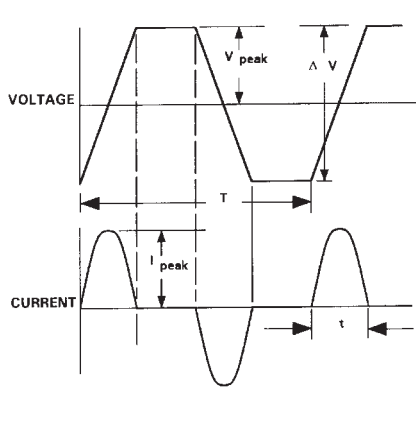 V peak
Δ V
VOLTAGE
T
I peak
CURRENT
t